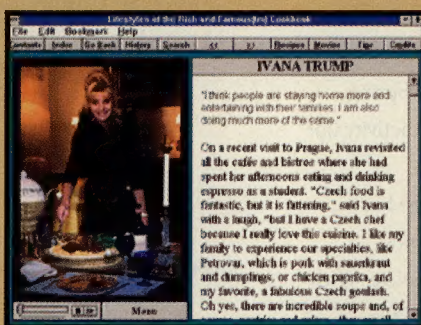 Lifestyles of the Rich and Famous(tm) Cookbook
File Edit Bookmark Help
Contents Index Go Back History Search << >> Recipes Movies Tips Credits
IVANA TRUMP
"I think people are staying home more and
entertaining with their families. I am also
doing much more of the same."
On a recent visit to Prague, Ivana revisited
all the cafés and bistros where she had
spent her afternoons eating and drinking
espresso as a student. "Czech food is
fantastic, but it is fattening," said Ivana
with a laugh, "but I have a Czech chef
because I really love this cuisine. I like my
family to experience our specialties, like
Petrovar, which is pork with sauerkraut
and dumplings, or chicken paprika, and
my favorite, a fabulous Czech goulash.
Oh yes, there are incredible soups and, of
Menu